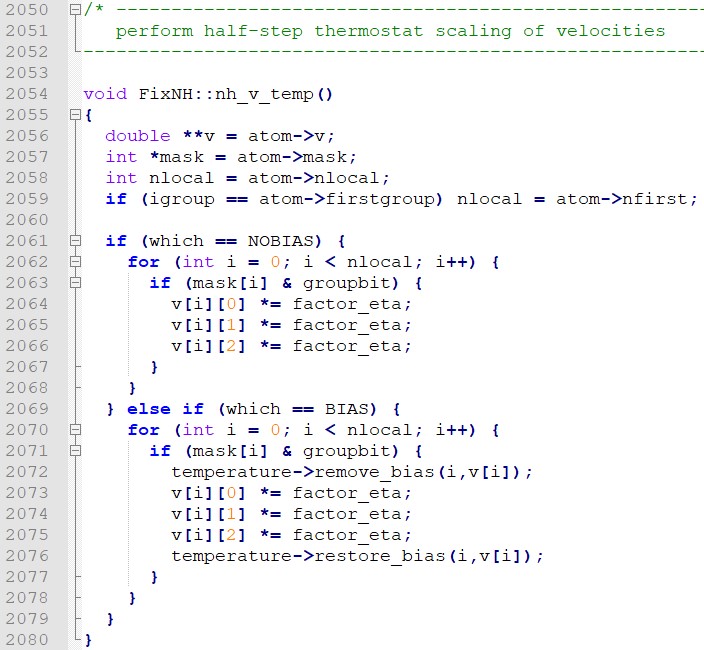 2050 /* ------------------------------------------------------
2051    perform half-step thermostat scaling of velocities
2052 ---------------------------------------------------------
2053
2054 void FixNH::nh_v_temp()
2055 {
2056   double **v = atom->v;
2057   int *mask = atom->mask;
2058   int nlocal = atom->nlocal;
2059   if (igroup == atom->firstgroup) nlocal = atom->nfirst;
2060
2061   if (which == NOBIAS) {
2062     for (int i = 0; i < nlocal; i++) {
2063       if (mask[i] & groupbit) {
2064         v[i][0] *= factor_eta;
2065         v[i][1] *= factor_eta;
2066         v[i][2] *= factor_eta;
2067       }
2068     }
2069   } else if (which == BIAS) {
2070     for (int i = 0; i < nlocal; i++) {
2071       if (mask[i] & groupbit) {
2072         temperature->remove_bias(i,v[i]);
2073         v[i][0] *= factor_eta;
2074         v[i][1] *= factor_eta;
2075         v[i][2] *= factor_eta;
2076         temperature->restore_bias(i,v[i]);
2077       }
2078     }
2079   }
2080 }